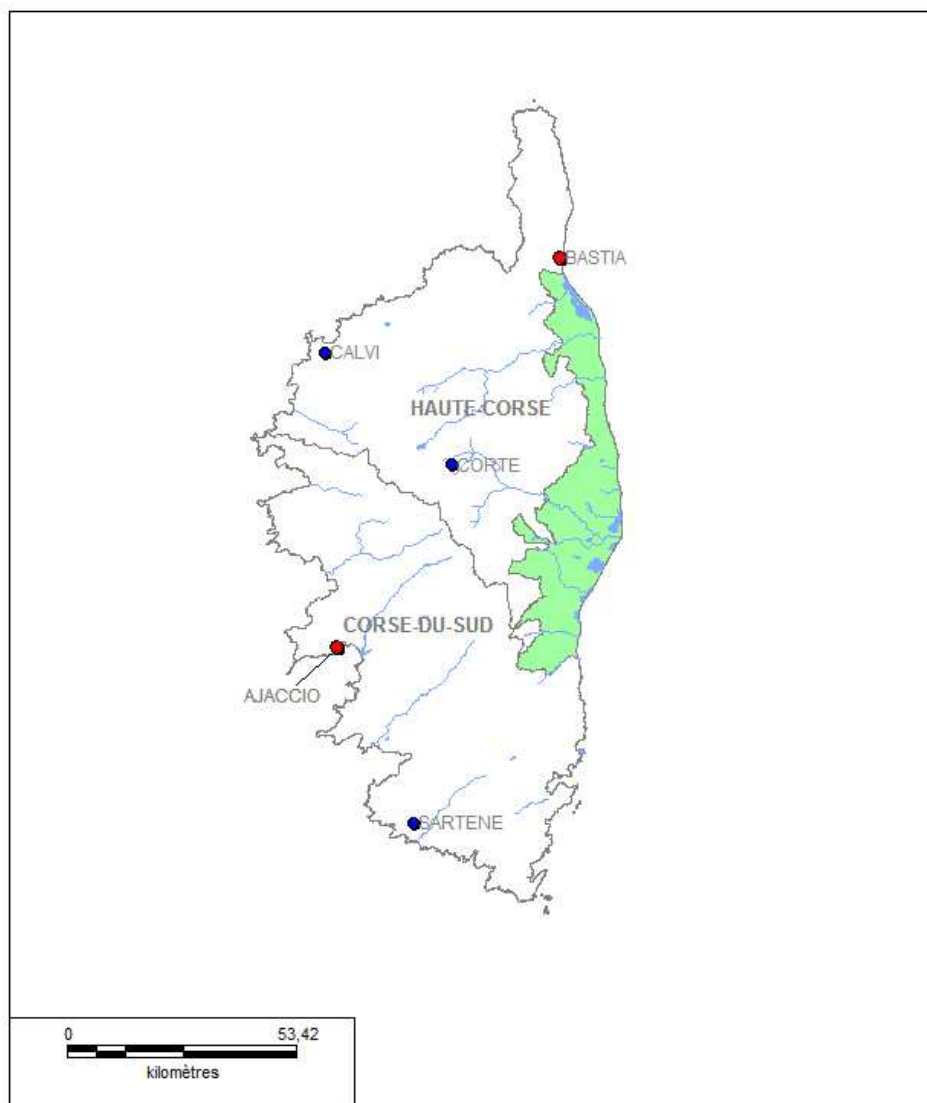 BASTIA
CALVI
HAUTE-CORSE
CORTE
CORSE-DU-SUD
AJACCIO
SARTENE
0 53,42
kilomètres